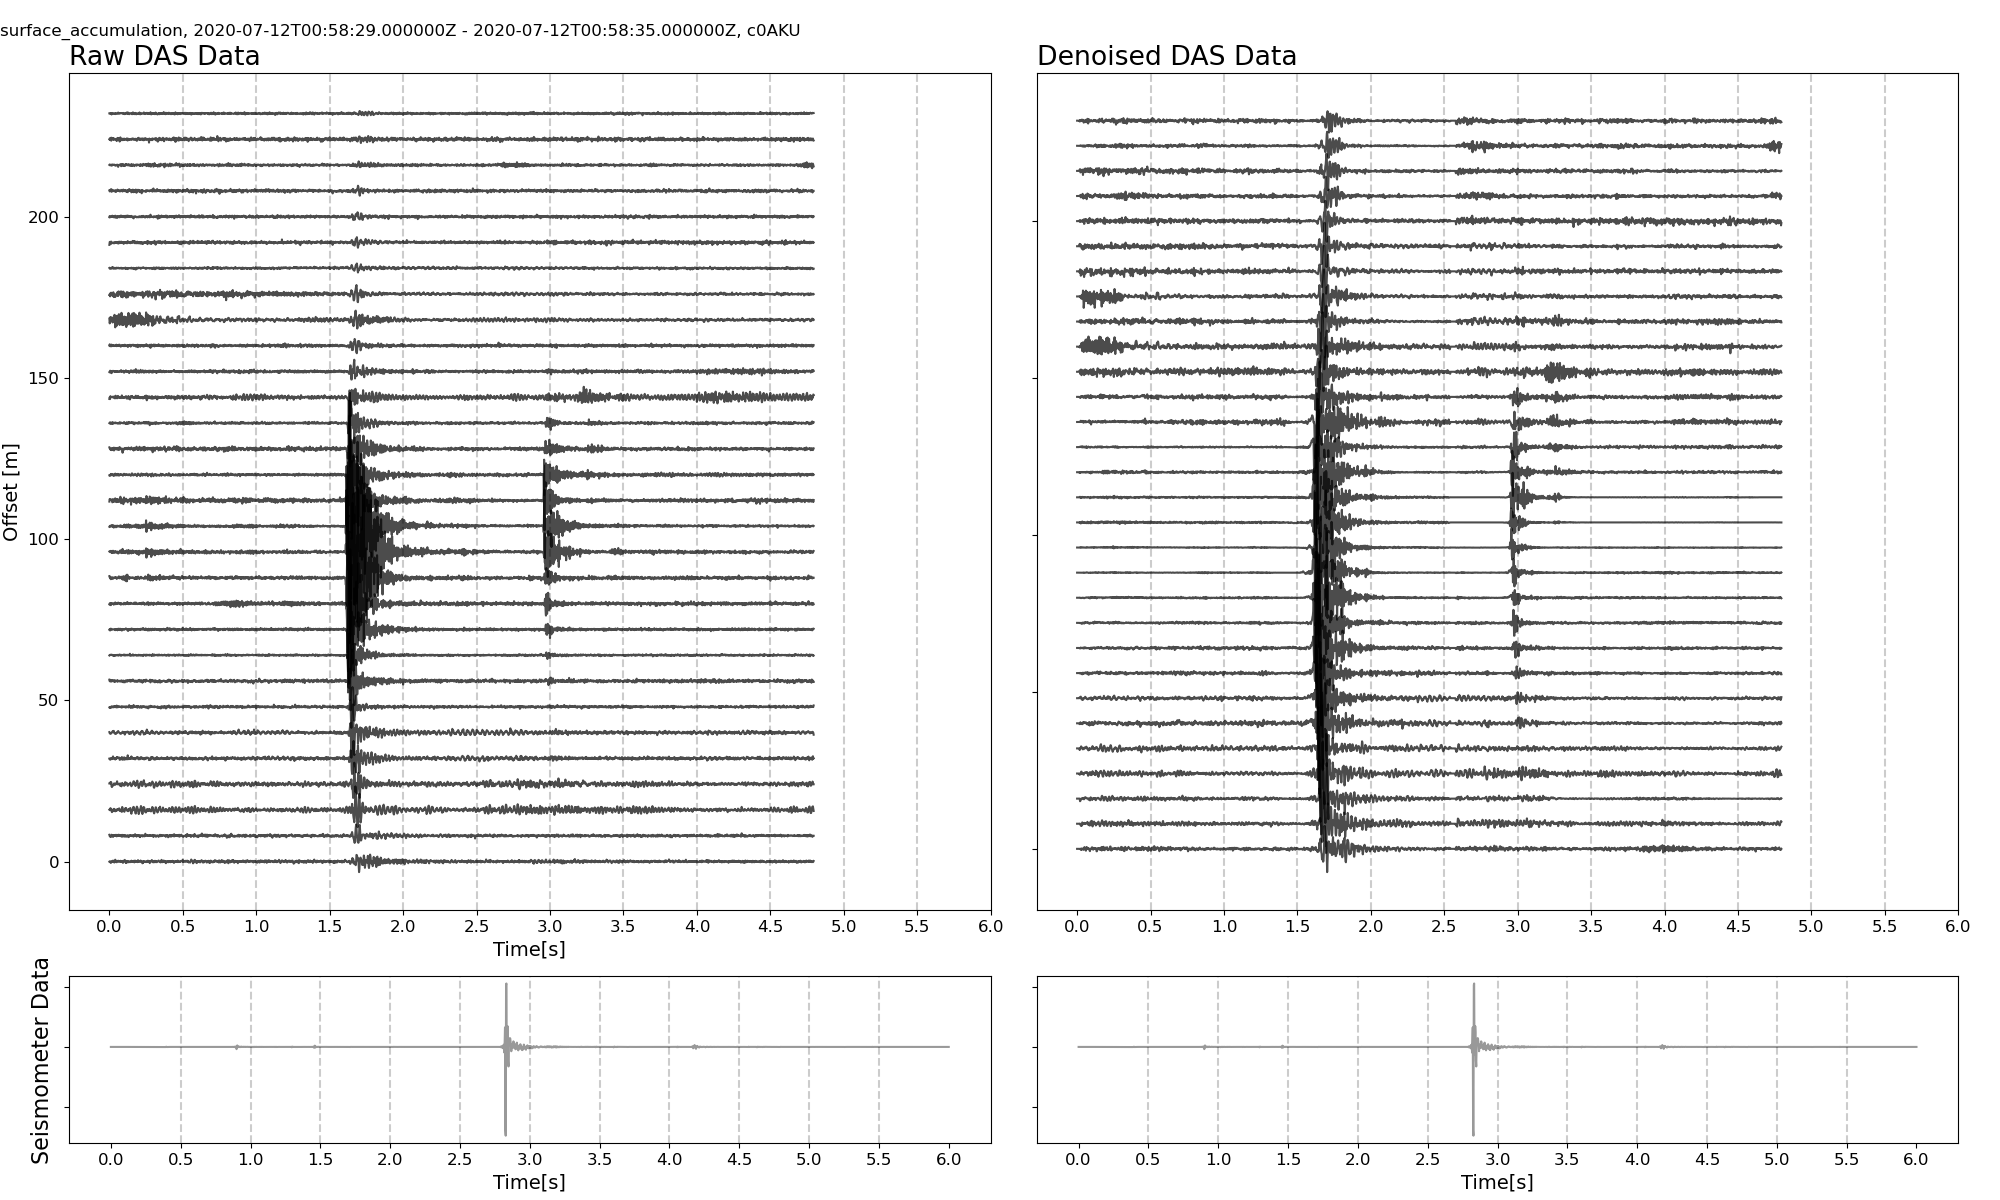 surface_accumulation, 2020-07-12T00:58:29.000000Z - 2020-07-12T00:58:35.000000Z, c0AKU
Raw DAS Data
Denoised DAS Data
200
150
100
50
0
Offset [m]
0.0 0.5 1.0 1.5 2.0 2.5 3.0 3.5 4.0 4.5 5.0 5.5 6.0
Time[s]
0.0 0.5 1.0 1.5 2.0 2.5 3.0 3.5 4.0 4.5 5.0 5.5 6.0
Seismometer Data
0.0 0.5 1.0 1.5 2.0 2.5 3.0 3.5 4.0 4.5 5.0 5.5 6.0
Time[s]
0.0 0.5 1.0 1.5 2.0 2.5 3.0 3.5 4.0 4.5 5.0 5.5 6.0
Time[s]